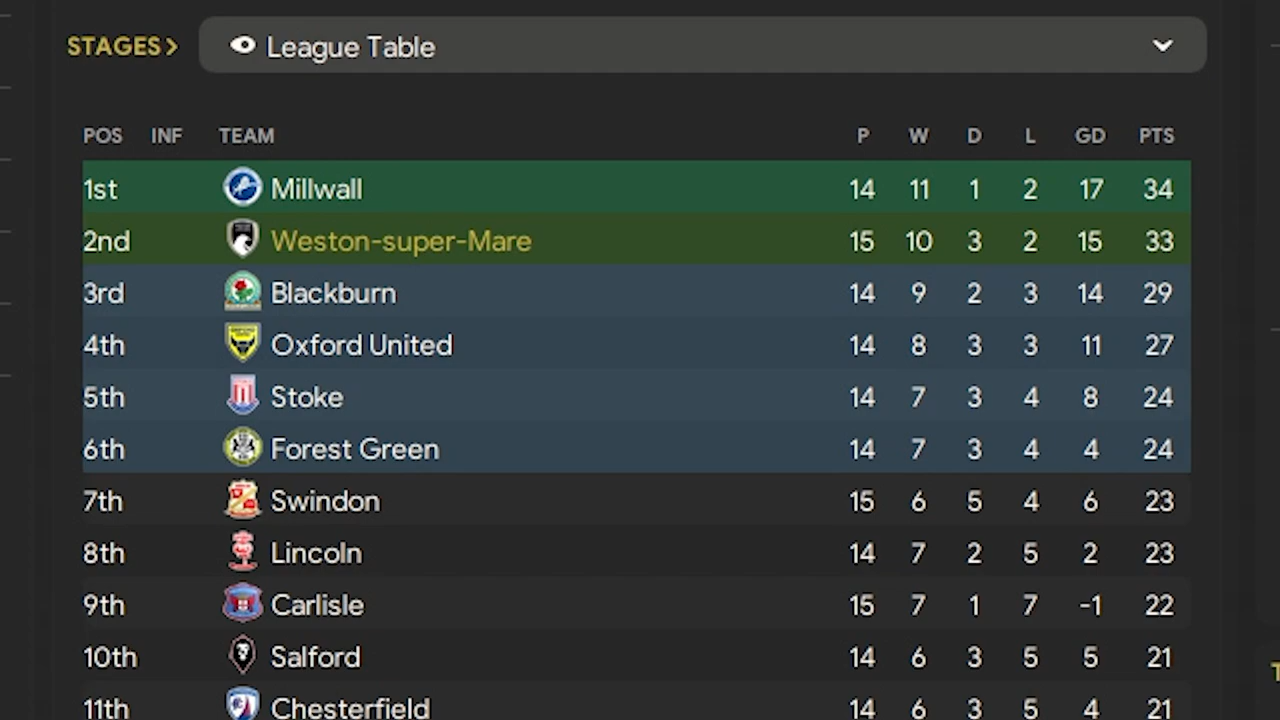 STAGES> League Table
POS INF TEAM P W D L GD PTS
1st Millwall 14 11 1 2 17 34
2nd Weston-super-Mare 15 10 3 2 15 33
3rd Blackburn 14 9 2 3 14 29
4th Oxford United 14 8 3 3 11 27
5th Stoke 14 7 3 4 8 24
6th Forest Green 14 7 3 4 4 24
7th Swindon 15 6 5 4 6 23
8th Lincoln 14 7 2 5 2 23
9th Carlisle 15 7 1 7 -1 22
10th Salford 14 6 3 5 5 21
11th Chesterfield 14 6 3 5 4 21